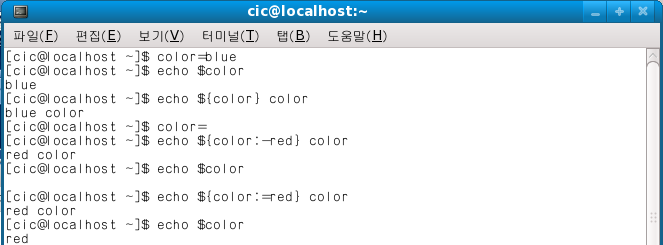 cic@localhost:~
파일(F) 편집(E) 보기(V) 터미널(T) 탭(B) 도움말(H)
[cic@localhost ~]$ color=blue
[cic@localhost ~]$ echo $color
blue
[cic@localhost ~]$ echo ${color} color
blue color
[cic@localhost ~]$ color=
[cic@localhost ~]$ echo ${color:-red} color
red color
[cic@localhost ~]$ echo $color
[cic@localhost ~]$ echo ${color:=red} color
red color
[cic@localhost ~]$ echo $color
red